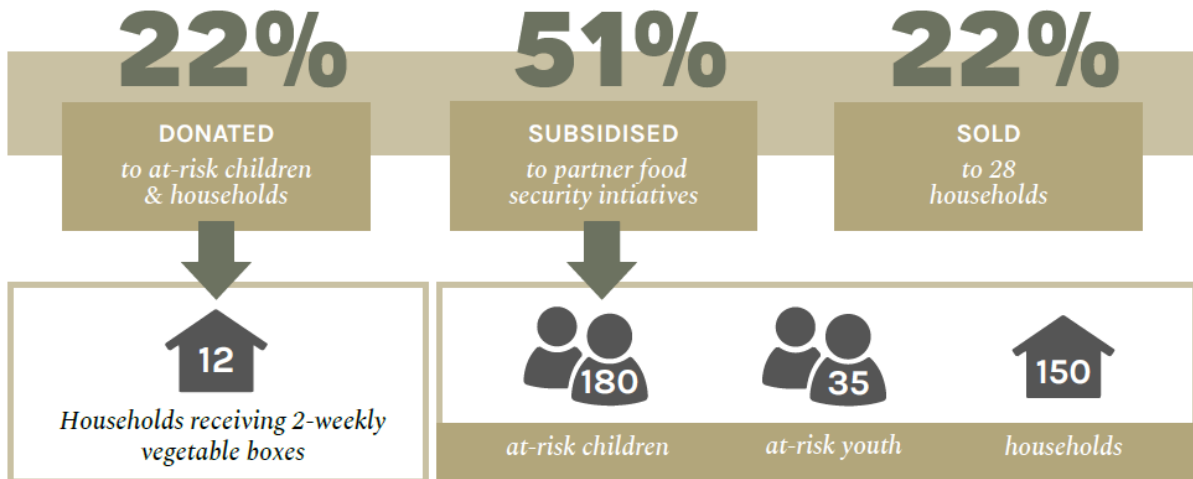 22%
DONATED
to at-risk children
& households
51%
SUBSIDISED
to partner food
security intiatives
22%
SOLD
to 28
households
12
Households receiving 2-weekly
vegetable boxes
180
at-risk children
35
at-risk youth
150
households